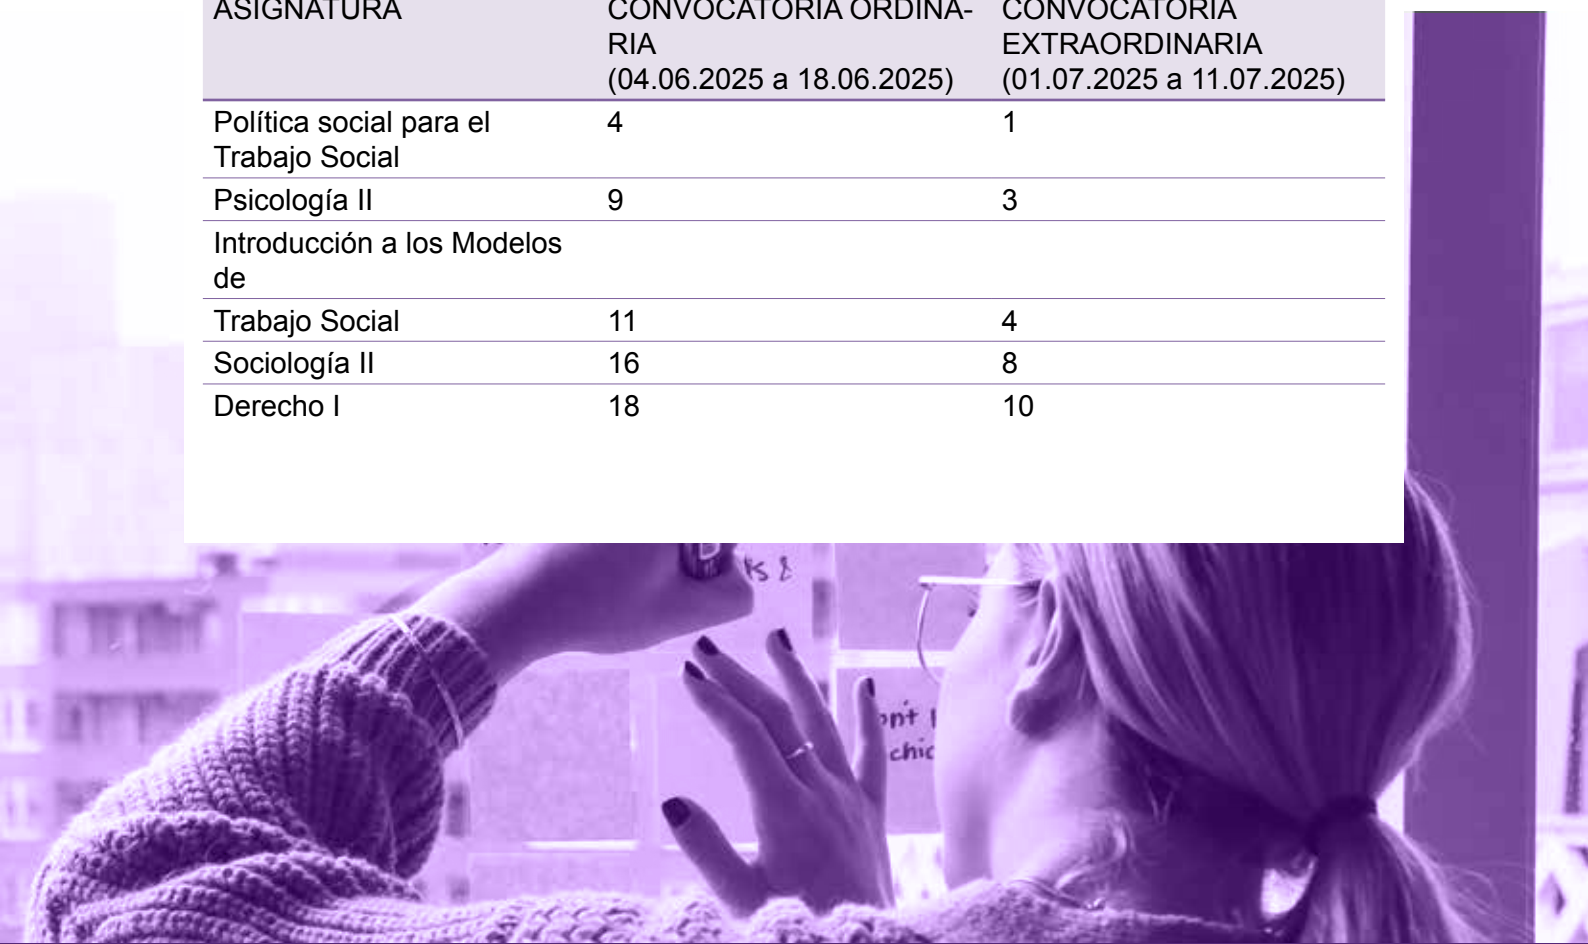 ASIGNATURA CONVOCATORIA ORDINA- CONVOCATORIA
RIA EXTRAORDINARIA
(04.06.2025 a 18.06.2025) (01.07.2025 a 11.07.2025)
Política social para el 4 1
Trabajo Social
Psicología II 9 3
Introducción a los Modelos
de
Trabajo Social 11 4
Sociología II 16 8
Derecho I 18 10
&